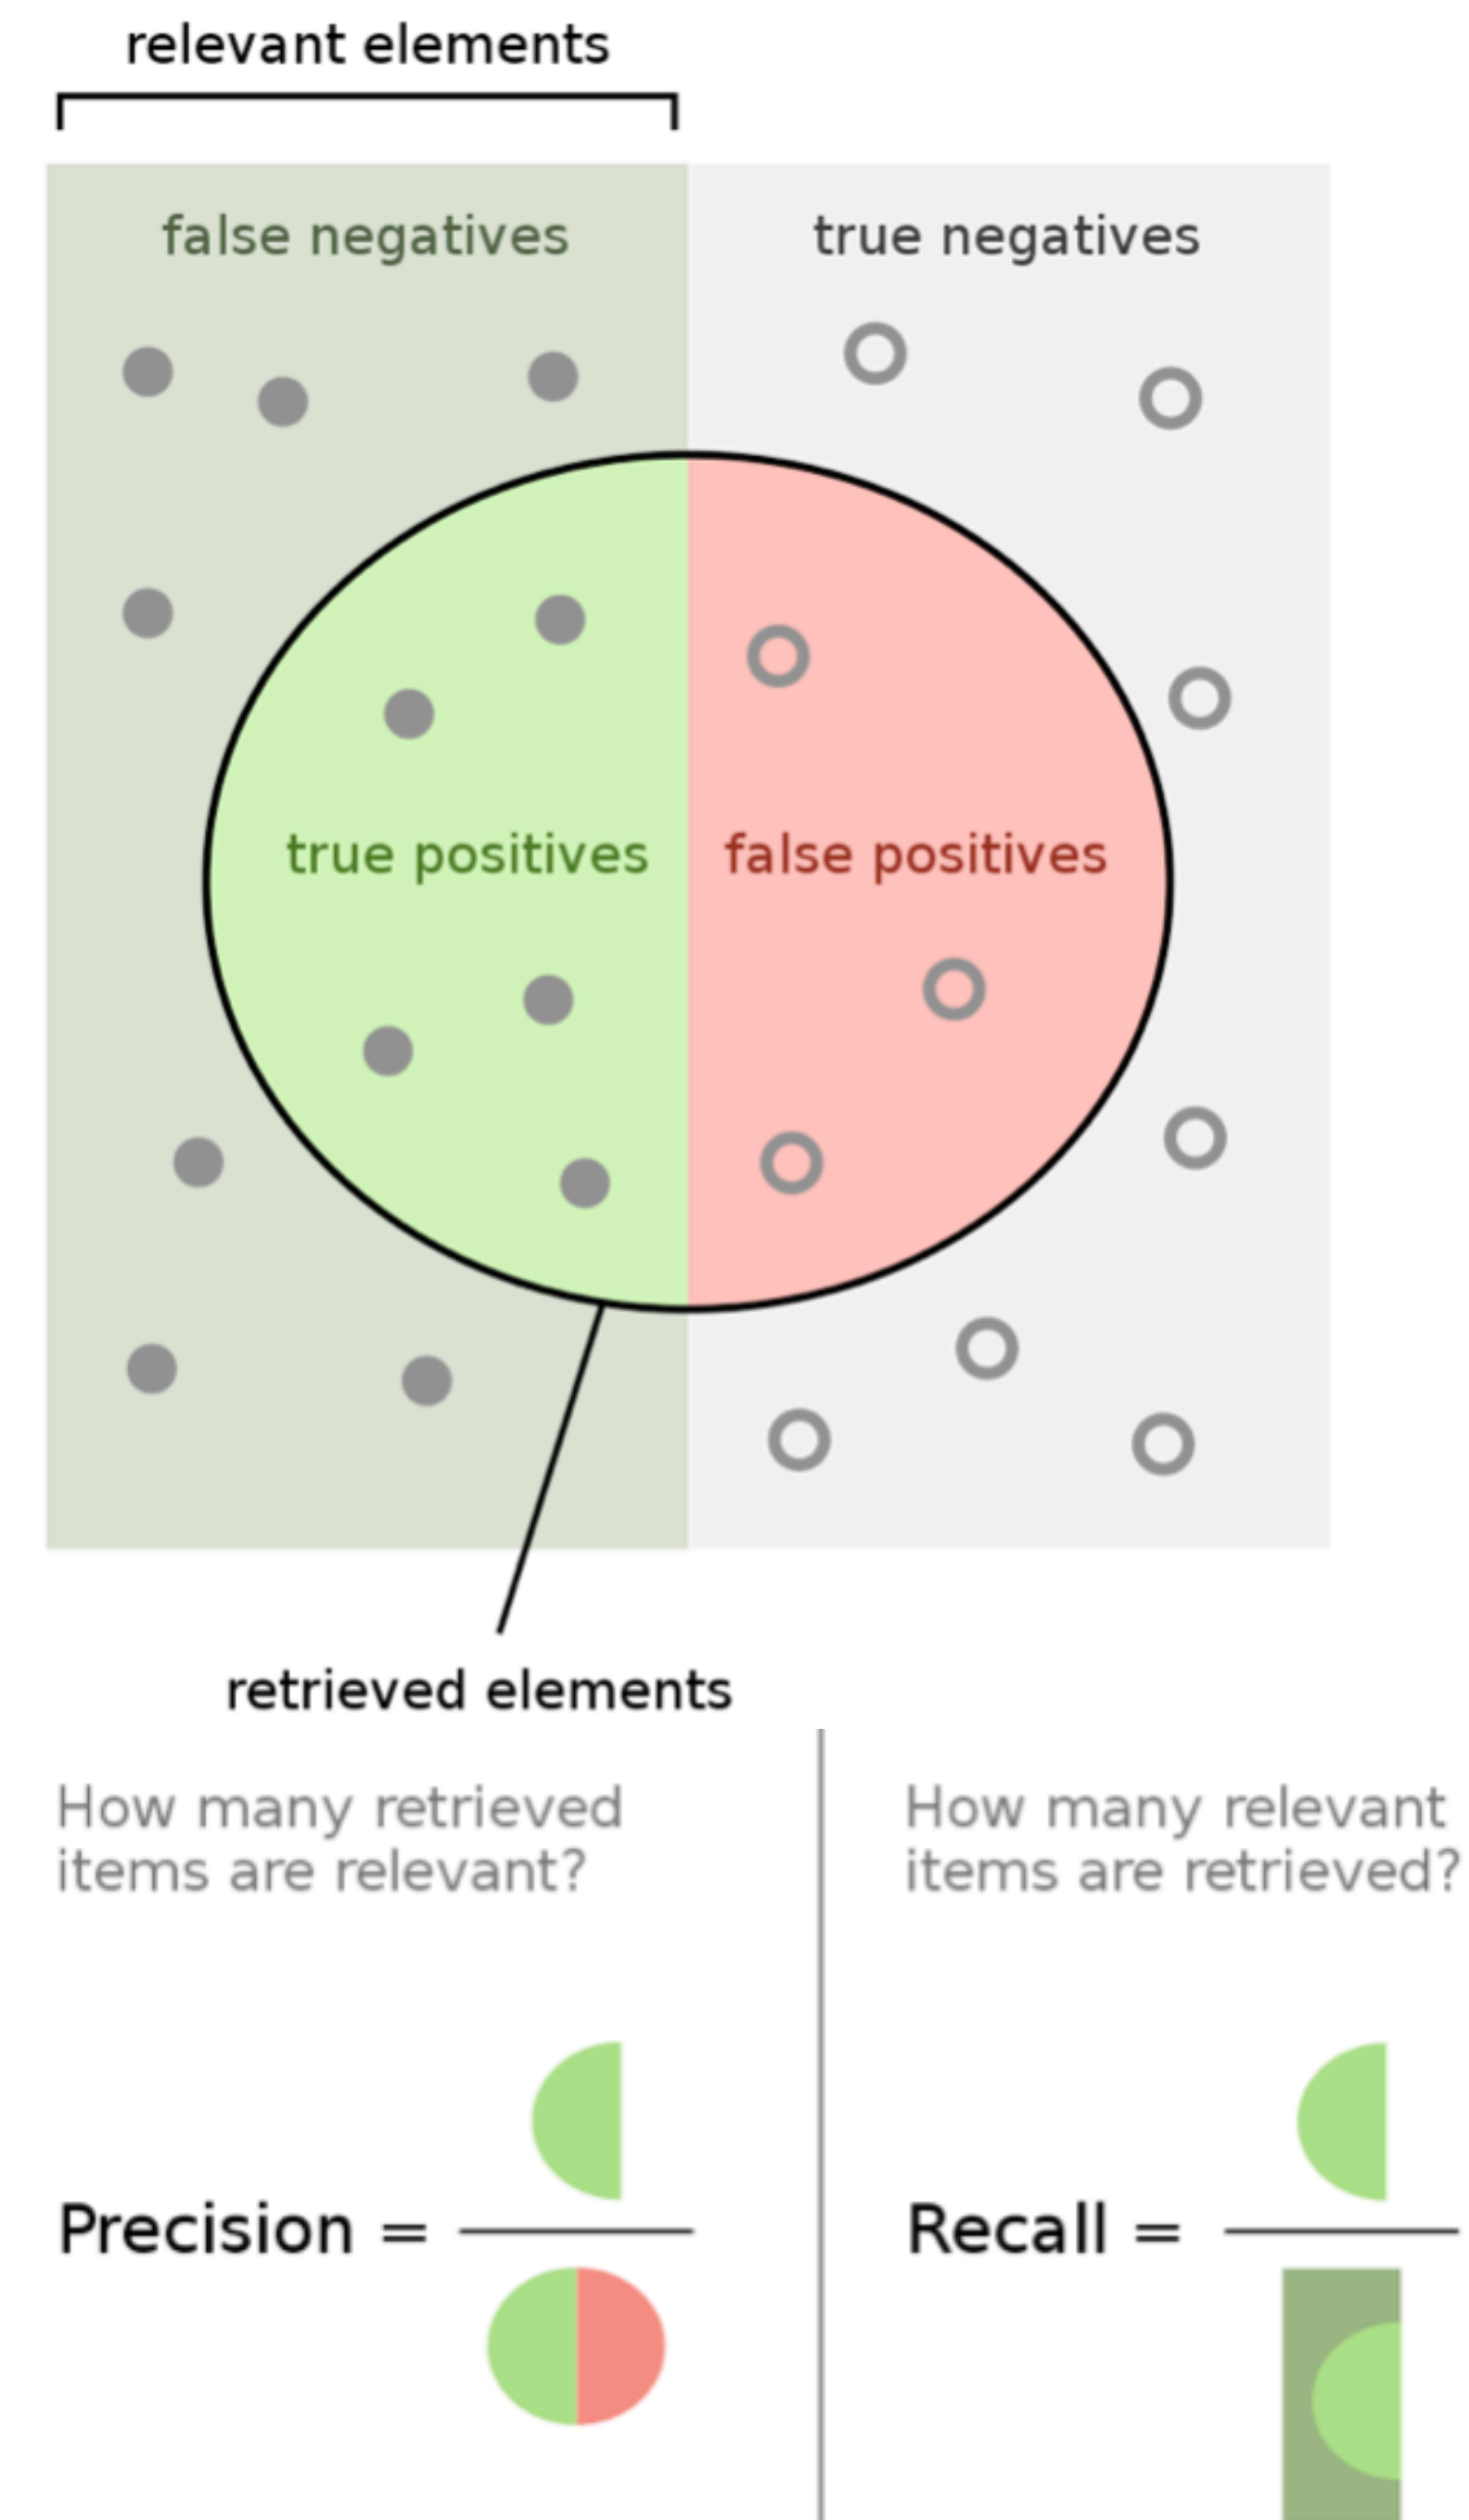 relevant elements
false negatives
true negatives
true positives
false positives
retrieved elements
How many retrieved
items are relevant?
How many relevant
items are retrieved?
Precision =
Recall =